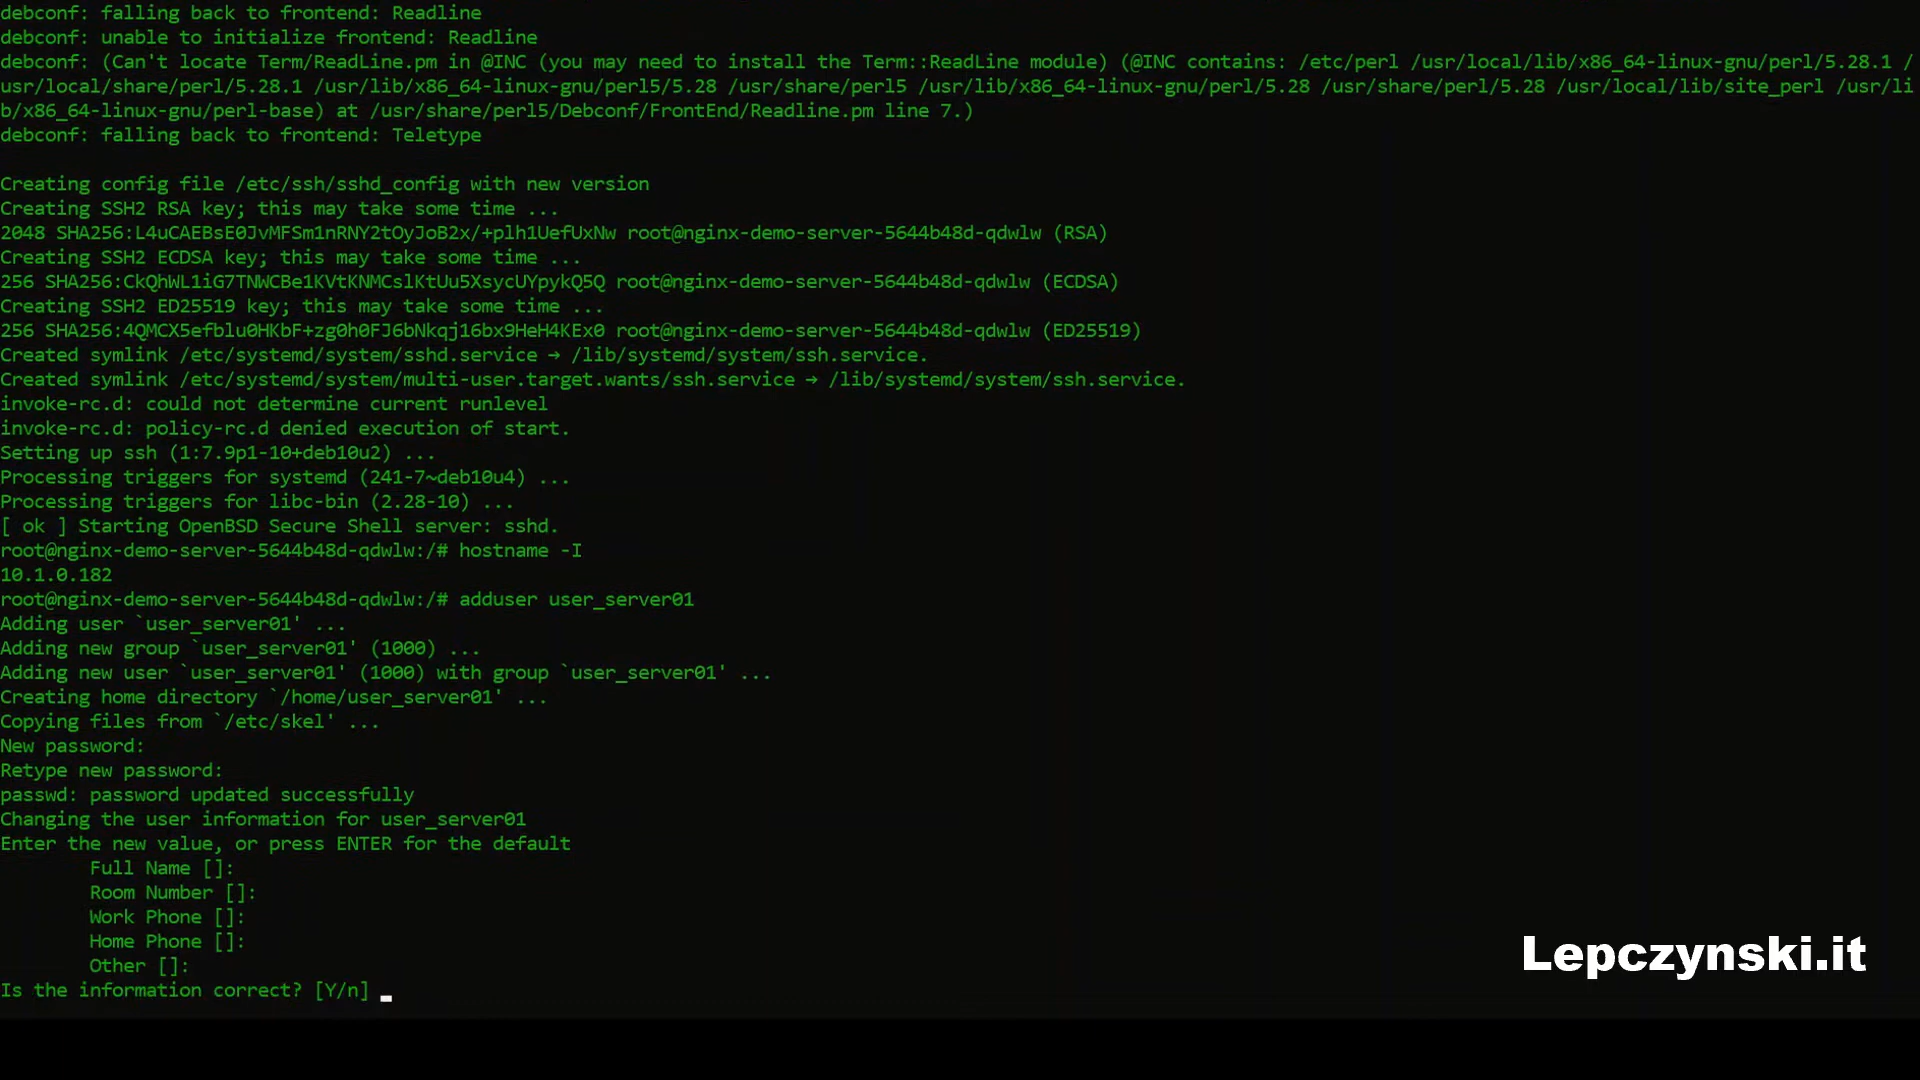 debconf: falling back to frontend: Readline
debconf: unable to initialize frontend: Readline
debconf: (Can't locate Term/ReadLine.pm in @INC (you may need to install the Term::ReadLine module) (@INC contains: /etc/perl /usr/local/lib/x86_64-linux-gnu/perl/5.28.1 /
usr/local/share/perl/5.28.1 /usr/lib/x86_64-linux-gnu/perl5/5.28 /usr/share/perl5 /usr/lib/x86_64-linux-gnu/perl/5.28 /usr/share/perl/5.28 /usr/local/lib/site_perl /usr/li
b/x86_64-linux-gnu/perl-base) at /usr/share/perl5/Debconf/FrontEnd/Readline.pm line 7.)
debconf: falling back to frontend: Teletype
Creating config file /etc/ssh/sshd_config with new version
Creating SSH2 RSA key; this may take some time ...
2048 SHA256:L4uCAEBsE0JvMFSm1nRNY2tOyJoB2x/+plh1UefUxNw root@nginx-demo-server-5644b48d-qdwlw (RSA)
Creating SSH2 ECDSA key; this may take some time ...
256 SHA256:CkQhWL1iG7TNWCBe1KVtKNMCslKtUu5XsycUYpykQ5Q root@nginx-demo-server-5644b48d-qdwlw (ECDSA)
Creating SSH2 ED25519 key; this may take some time ...
256 SHA256:4QMCX5efblu0HKbF+zg0h0FJ6bNkqj16bx9HeH4KEx0 root@nginx-demo-server-5644b48d-qdwlw (ED25519)
Created symlink /etc/systemd/system/sshd.service → /lib/systemd/system/ssh.service.
Created symlink /etc/systemd/system/multi-user.target.wants/ssh.service → /lib/systemd/system/ssh.service.
invoke-rc.d: could not determine current runlevel
invoke-rc.d: policy-rc.d denied execution of start.
Setting up ssh (1:7.9p1-10+deb10u2) ...
Processing triggers for systemd (241-7~deb10u4) ...
Processing triggers for libc-bin (2.28-10) ...
[ ok ] Starting OpenBSD Secure Shell server: sshd.
root@nginx-demo-server-5644b48d-qdwlw:/# hostname -I
10.1.0.182
root@nginx-demo-server-5644b48d-qdwlw:/# adduser user_server01
Adding user `user_server01' ...
Adding new group `user_server01' (1000) ...
Adding new user `user_server01' (1000) with group `user_server01' ...
Creating home directory `/home/user_server01' ...
Copying files from `/etc/skel' ...
New password:
Retype new password:
passwd: password updated successfully
Changing the user information for user_server01
Enter the new value, or press ENTER for the default
Full Name []:
Room Number []:
Work Phone []:
Home Phone []:
Other []:
Is the information correct? [Y/n]
Lepczynski.it